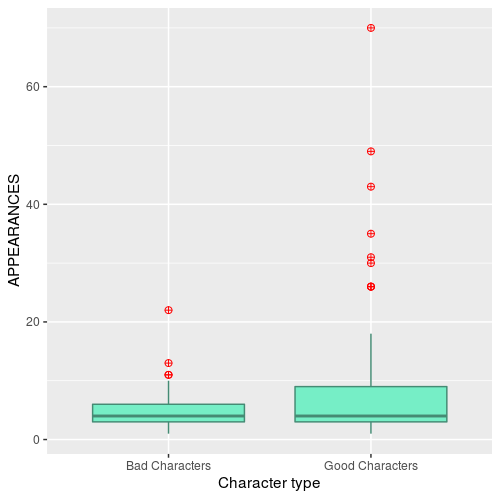 APPEARANCES
60
40
20
0
Bad Characters
Good Characters
Character type